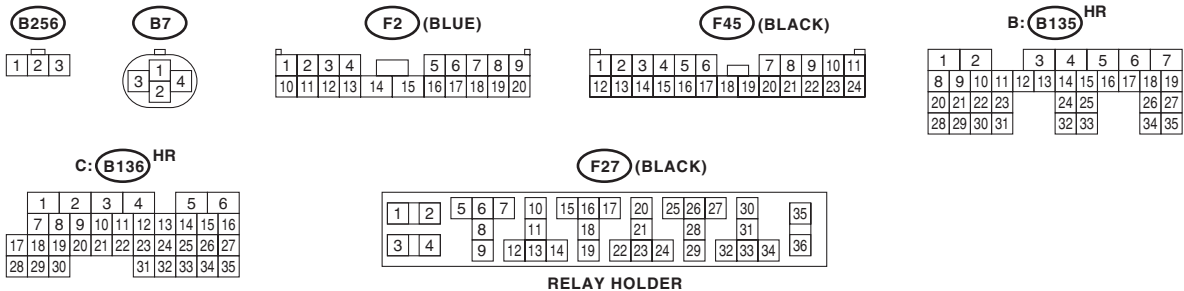 B256 B7 F2 (BLUE) F45 (BLACK) B: B135 HR
1 2 3
1
3 4
2
1 2 3 4 5 6 7 8 9
10 11 12 13 14 15 16 17 18 19 20
1 2 3 4 5 6 7 8 9 10 11
12 13 14 15 16 17 18 19 20 21 22 23 24
1 2 3 4 5 6 7
8 9 10 11 12 13 14 15 16 17 18 19
20 21 22 23 24 25 26 27
28 29 30 31 32 33 34 35
C: B136 HR F27 (BLACK)
1 2 3 4 5 6
7 8 9 10 11 12 13 14 15 16
17 18 19 20 21 22 23 24 25 26 27
28 29 30 31 32 33 34 35
1 2 5 6 7 10 15 16 17 20 25 26 27 30 35
8 11 18 21 28 31
3 4 9 12 13 14 19 22 23 24 29 32 33 34 36
RELAY HOLDER